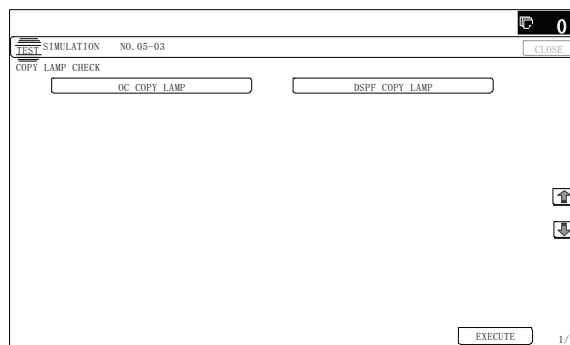 0
TEST SIMULATION NO. 05-03 CLOSE
COPY LAMP CHECK
OC COPY LAMP DSPF COPY LAMP
EXECUTE 1/